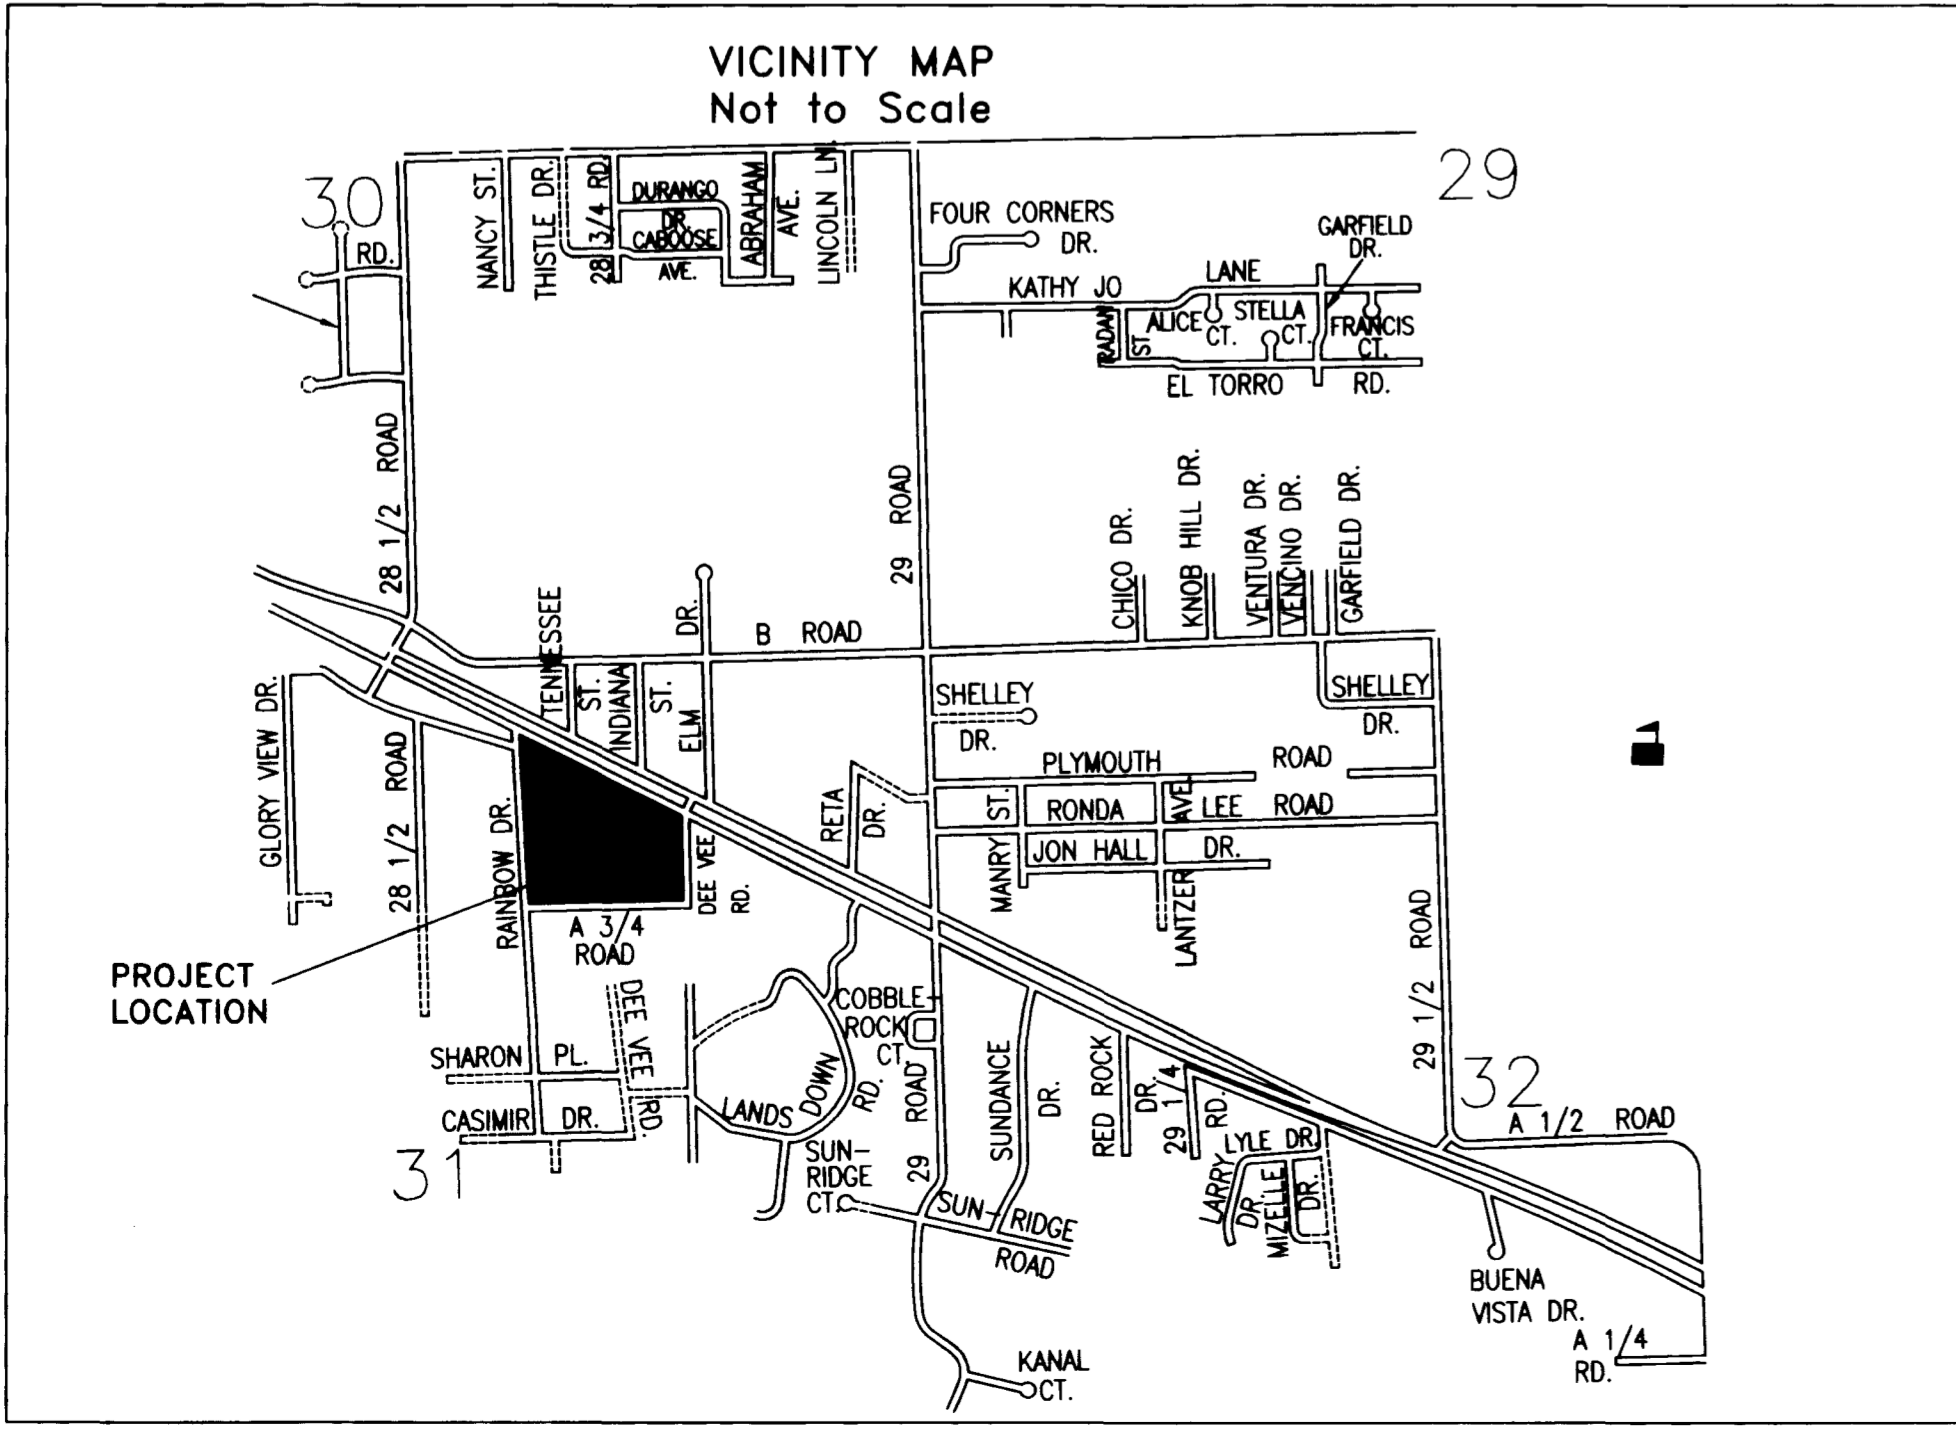 VICINITY MAP
Not to Scale
30
29
RD.
NANCY ST.
THISTLE DR.
28 3/4 RD.
DURANGO
DR.
CABOOSE
AVE.
ABRAHAM
AVE.
LINCOLN LN.
FOUR CORNERS
DR.
GARFIELD
DR.
KATHY JO
LANE
RADAN
ST.
ALICE
CT.
STELLA
CT.
FRANCIS
CT.
EL TORRO
RD.
28 1/2 ROAD
29 ROAD
CHICO DR.
KNOB HILL DR.
VENTURA DR.
VENCINO DR.
GARFIELD DR.
TENNESSEE
ST.
INDIANA
ST.
ELM
DR.
B ROAD
SHELLEY
DR.
SHELLEY
DR.
GLORY VIEW DR.
28 1/2 ROAD
RAINBOW DR.
DEE VEE
RD.
RETA
DR.
PLYMOUTH
ROAD
MANRY ST.
RONDA
LEE ROAD
JON HALL
DR.
LANTZER AVE.
A 3/4
ROAD
29 1/2 ROAD
PROJECT
LOCATION
DEE VEE RD.
COBBLE-
ROCK
CT.
SHARON PL.
CASIMIR DR.
LANDS DOWN
RD.
29 ROAD
SUNDANCE
DR.
RED ROCK
DR.
29 1/4
RD.
32
A 1/2 ROAD
31
SUN-
RIDGE
CT.
SUN-RIDGE
ROAD
LYLE DR.
LARRY
DR.
MIZELLE
DR.
BUENA
VISTA DR.
A 1/4
RD.
KANAL
CT.